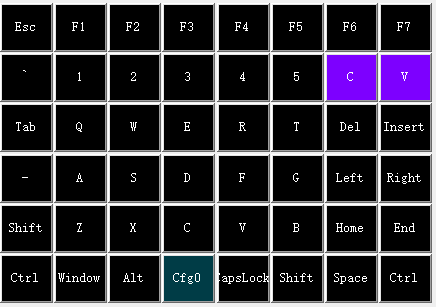 Esc F1 F2 F3 F4 F5 F6 F7
` 1 2 3 4 5 C V
Tab Q W E R T Del Insert
- A S D F G Left Right
Shift Z X C V B Home End
Ctrl Window Alt Cfg0 CapsLock Shift Space Ctrl